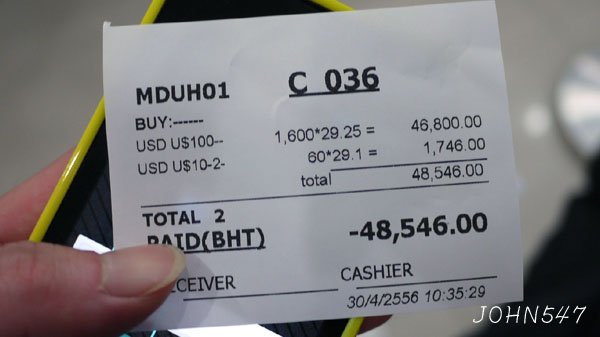 MDUH01 C 036
BUY:------
USD U$100-- 1,600*29.25 = 46,800.00
USD U$10-2- 60*29.1 = 1,746.00
total 48,546.00
TOTAL 2
PAID(BHT) -48,546.00
CASHIER
30/4/2556 10:35:29
JOHN547